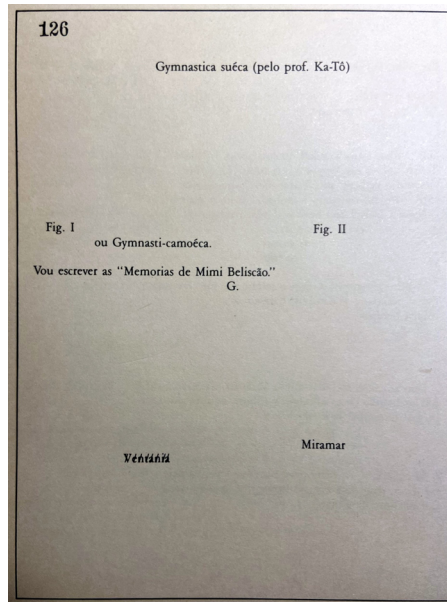 126
Gymnastica suéca (pelo prof. Ka-Tô)
Fig. I
Fig. II
ou Gymnasti-camoéca.
Vou escrever as "Memorias de Mimi Beliscão."
G.
Miramar
Ventania